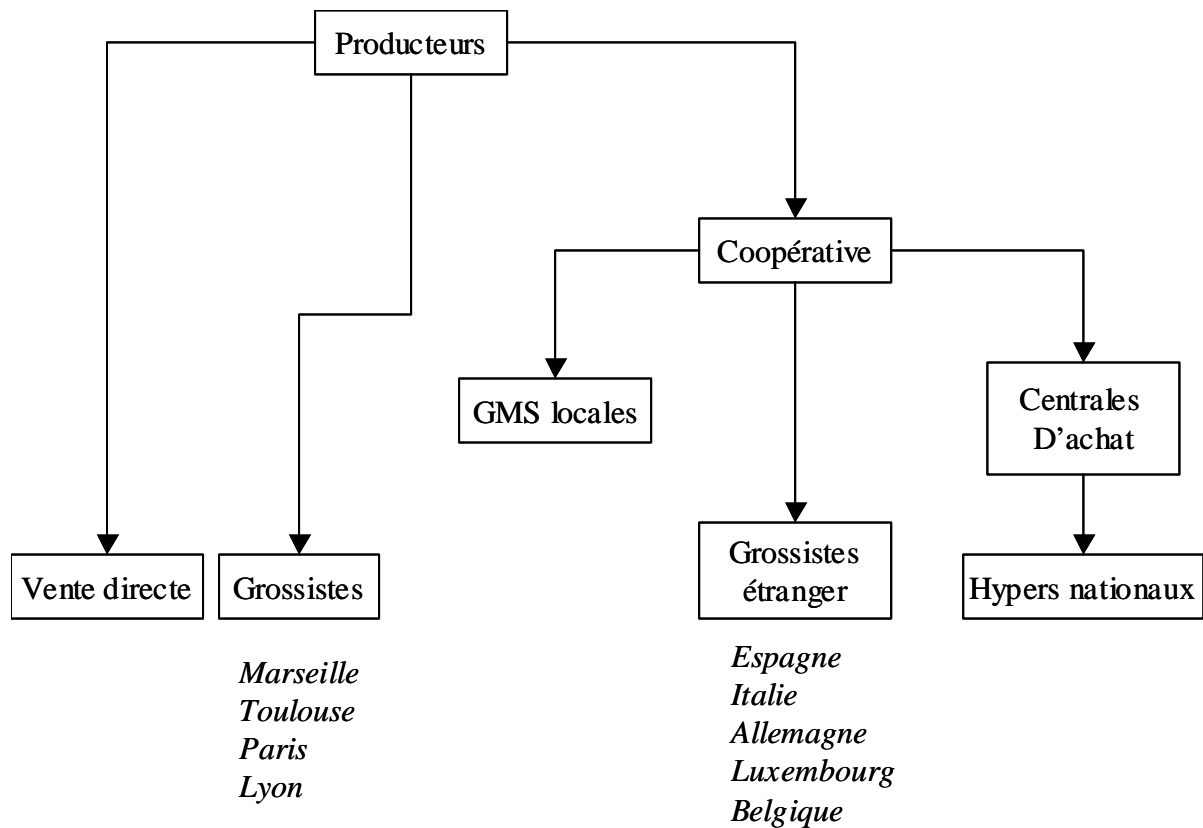 Producteurs
Coopérative
GMS locales
Centrales
D’achat
Vente directe
Grossistes
Grossistes
étranger
Hypers nationaux
Marseille
Toulouse
Paris
Lyon
Espagne
Italie
Allemagne
Luxembourg
Belgique